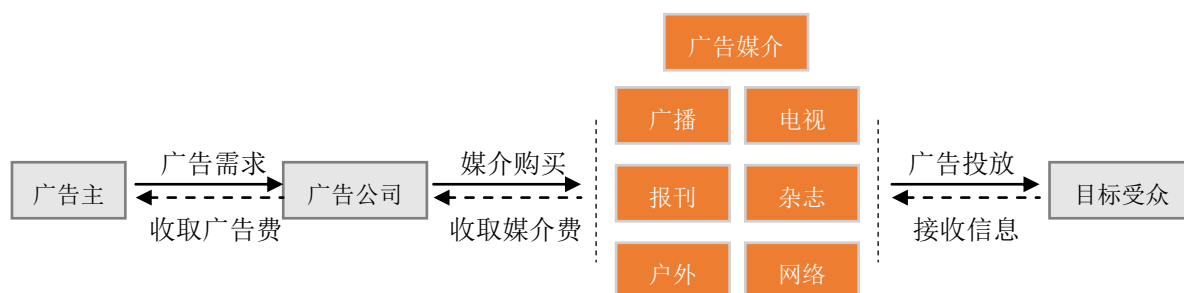 广告媒介
广播
电视
广告需求
媒介购买
广告投放
广告主
广告公司
报刊
杂志
目标受众
收取广告费
收取媒介费
接收信息
户外
网络